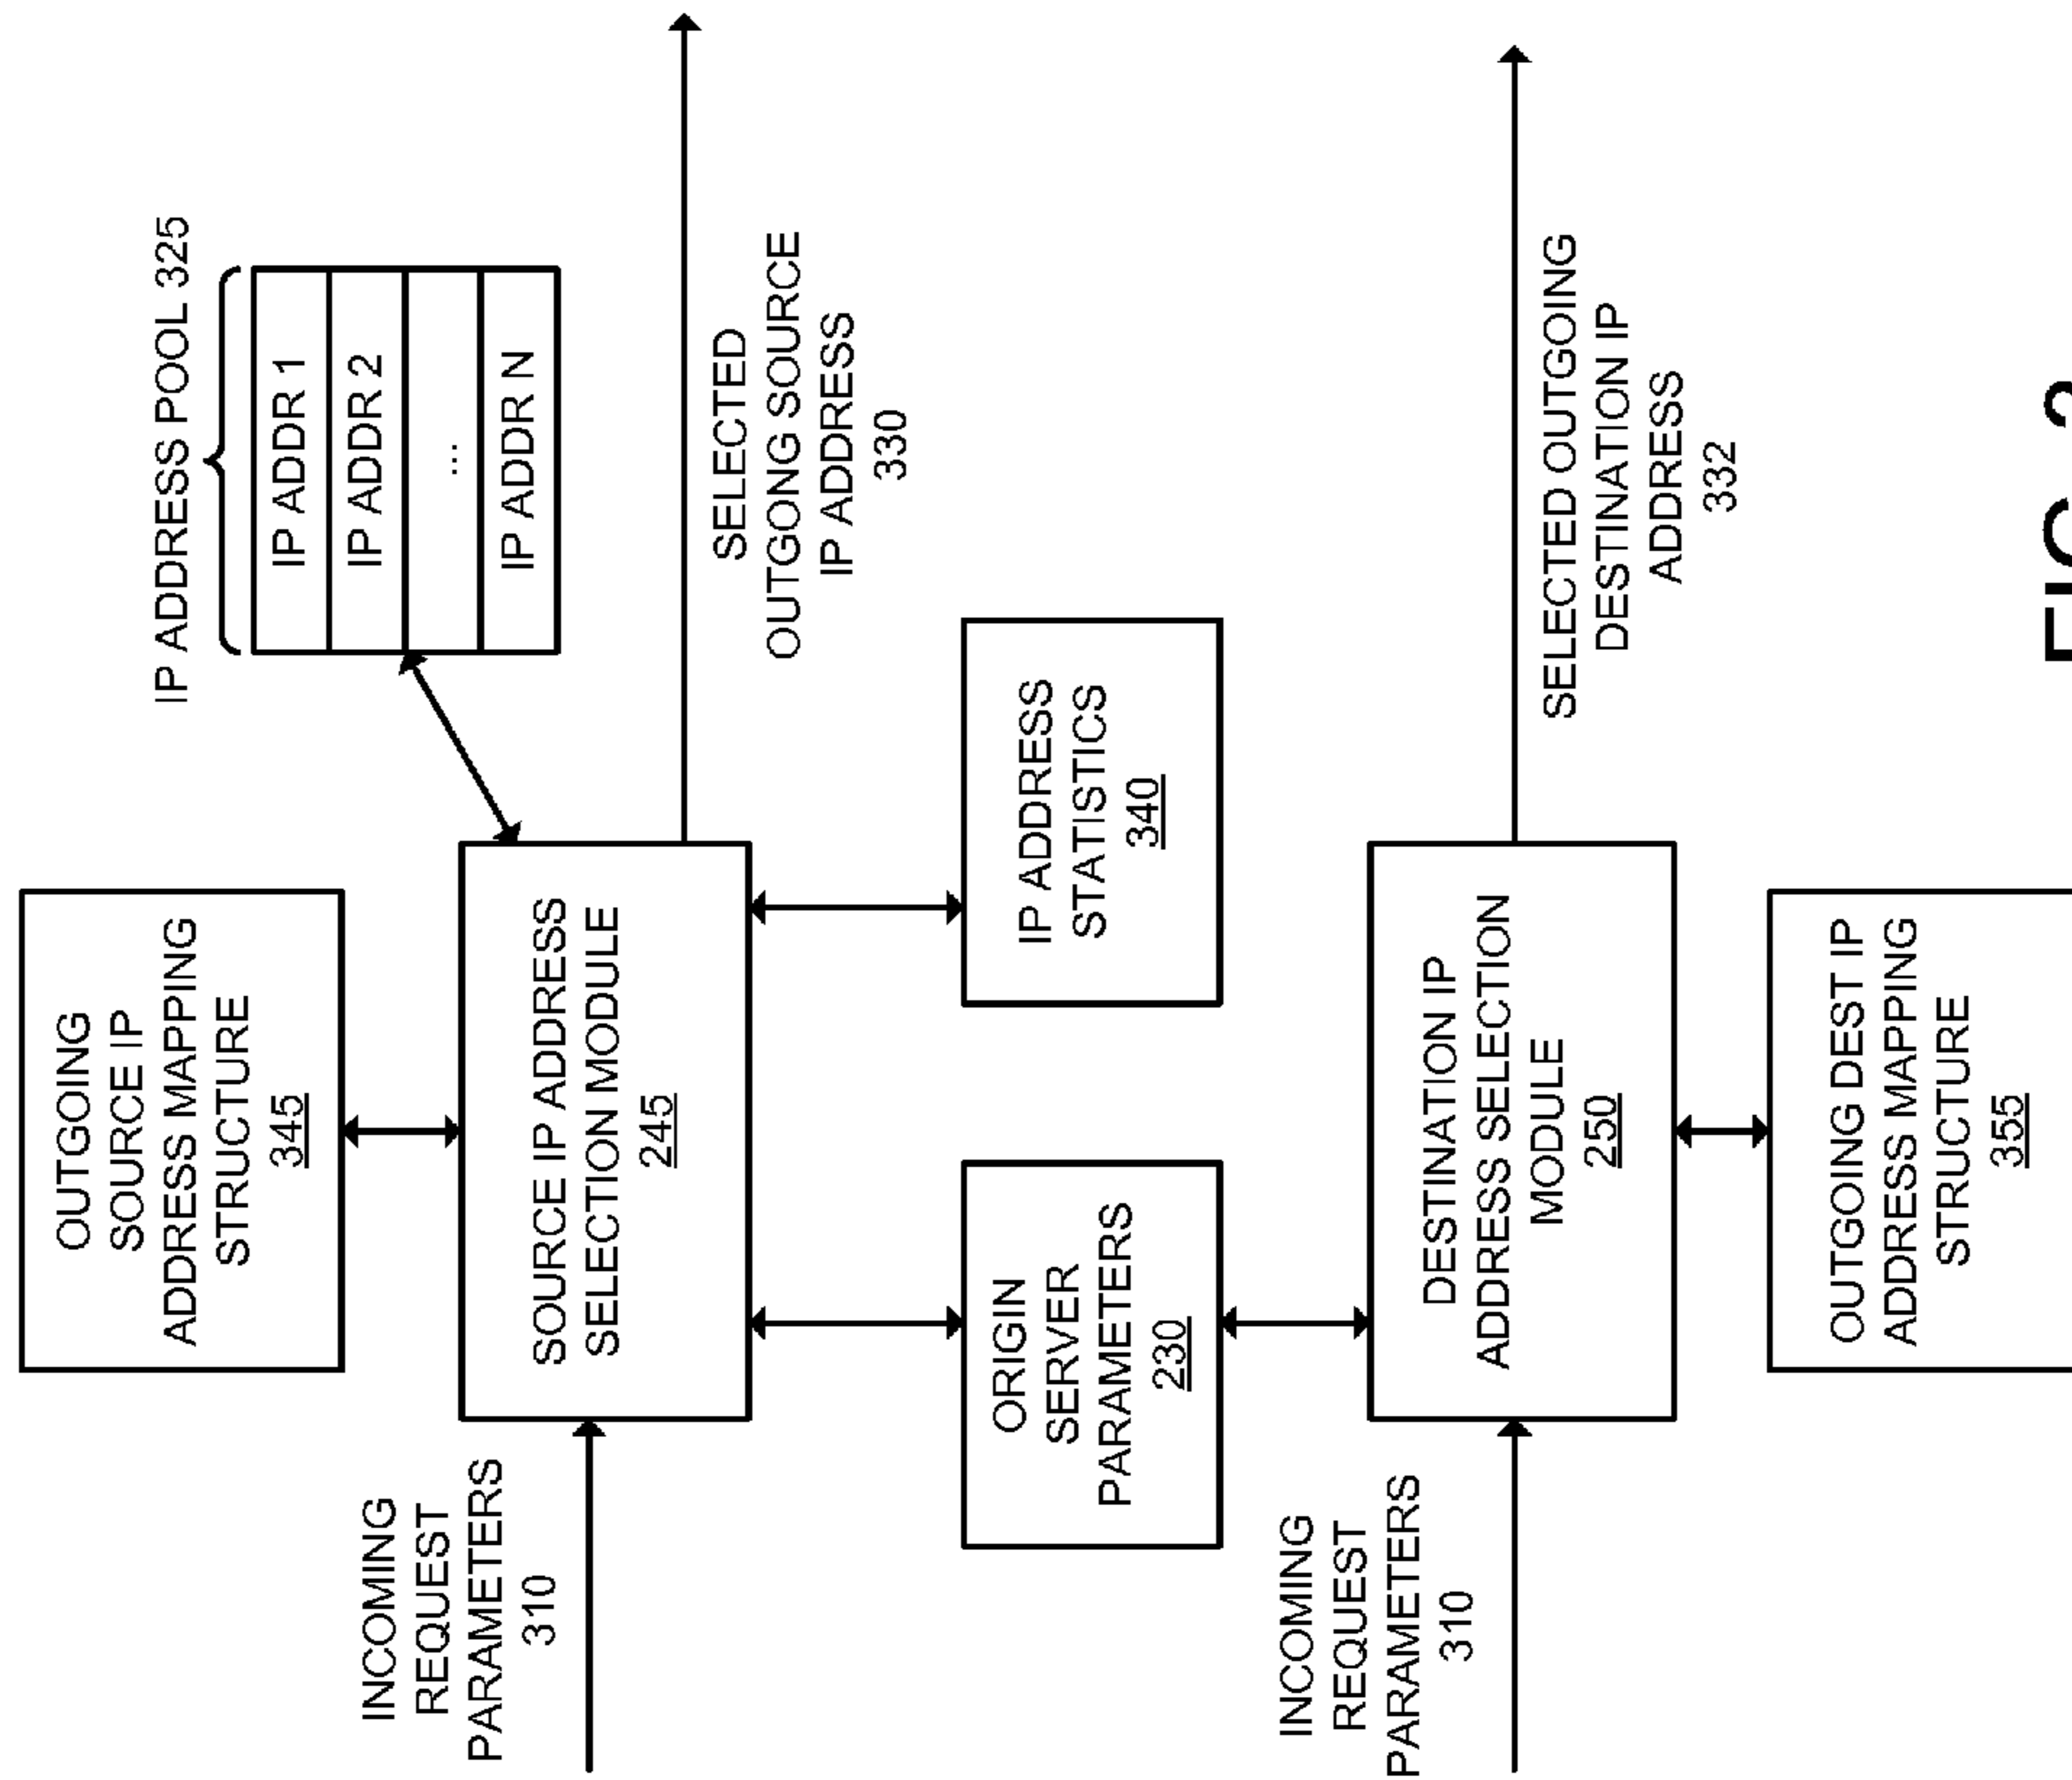 OUTGOING
SOURCE IP
ADDRESS MAPPING
STRUCTURE
345
IP ADDRESS POOL 325
IP ADDR 1
IP ADDR 2
...
IP ADDR N
INCOMING
REQUEST
PARAMETERS
310
SOURCE IP ADDRESS
SELECTION MODULE
245
SELECTED
OUTGONG SOURCE
IP ADDRESS
330
ORIGIN
SERVER
PARAMETERS
230
IP ADDRESS
STATISTICS
340
INCOMING
REQUEST
PARAMETERS
310
DESTINATION IP
ADDRESS SELECTION
MODULE
250
SELECTED OUTGOING
DESTINATION IP
ADDRESS
332
OUTGOING DEST IP
ADDRESS MAPPING
STRUCTURE
355